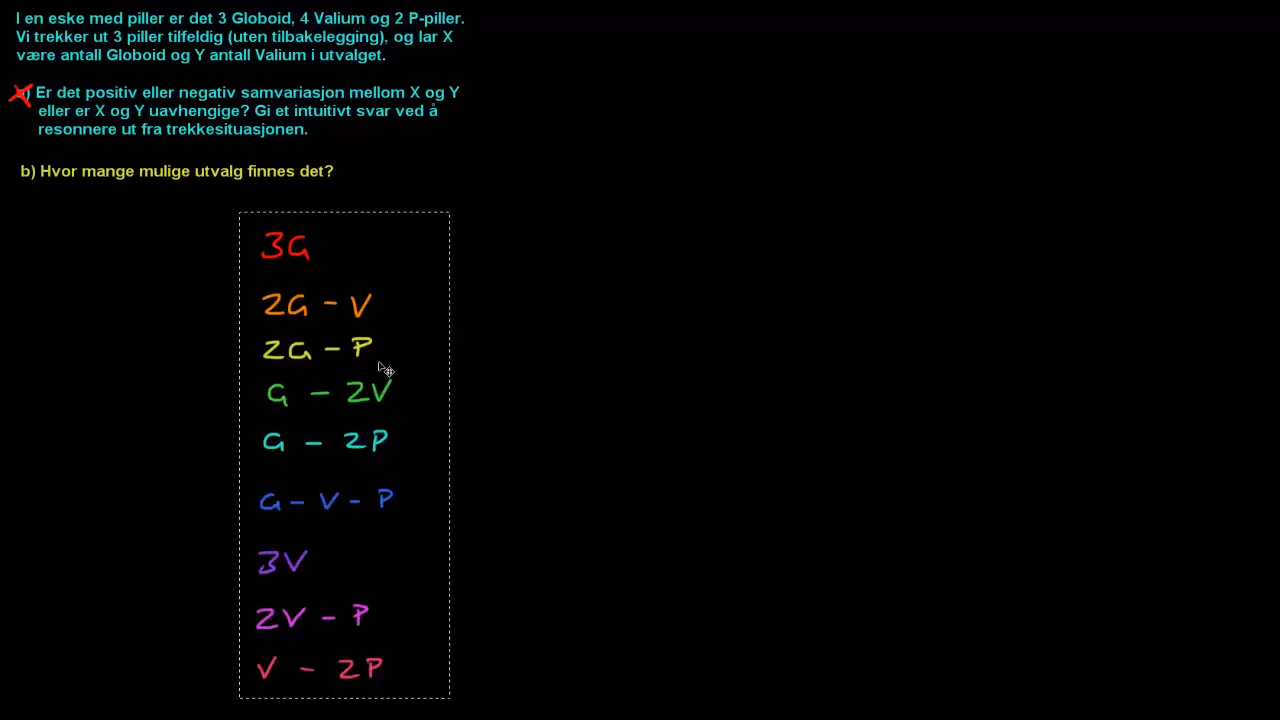 I en eske med piller er det 3 Globoid, 4 Valium og 2 P-piller.
Vi trekker ut 3 piller tilfeldig (uten tilbakelegging), og lar X
være antall Globoid og Y antall Valium i utvalget.
a) Er det positiv eller negativ samvariasjon mellom X og Y
eller er X og Y uavhengige? Gi et intuitivt svar ved å
resonnere ut fra trekkesituasjonen.
b) Hvor mange mulige utvalg finnes det?
3G
2G - V
2G - P
G - 2V
G - 2P
G - V - P
3V
2V - P
V - 2P